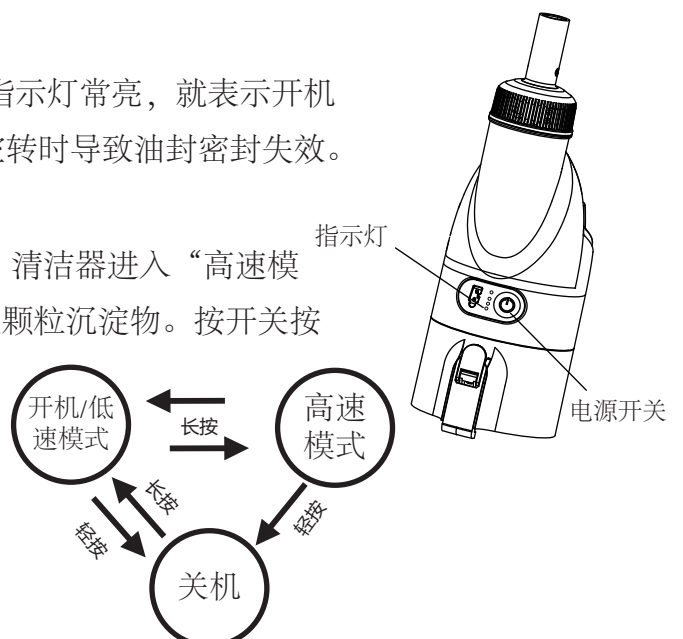 指示灯常亮，就表示开机
转时导致油封密封失效。
清洁器进入“高速模
颗粒沉淀物。按开关按
指示灯
电源开关
开机/低
速模式
长按
高速
模式
长按
轻按
轻按
关机